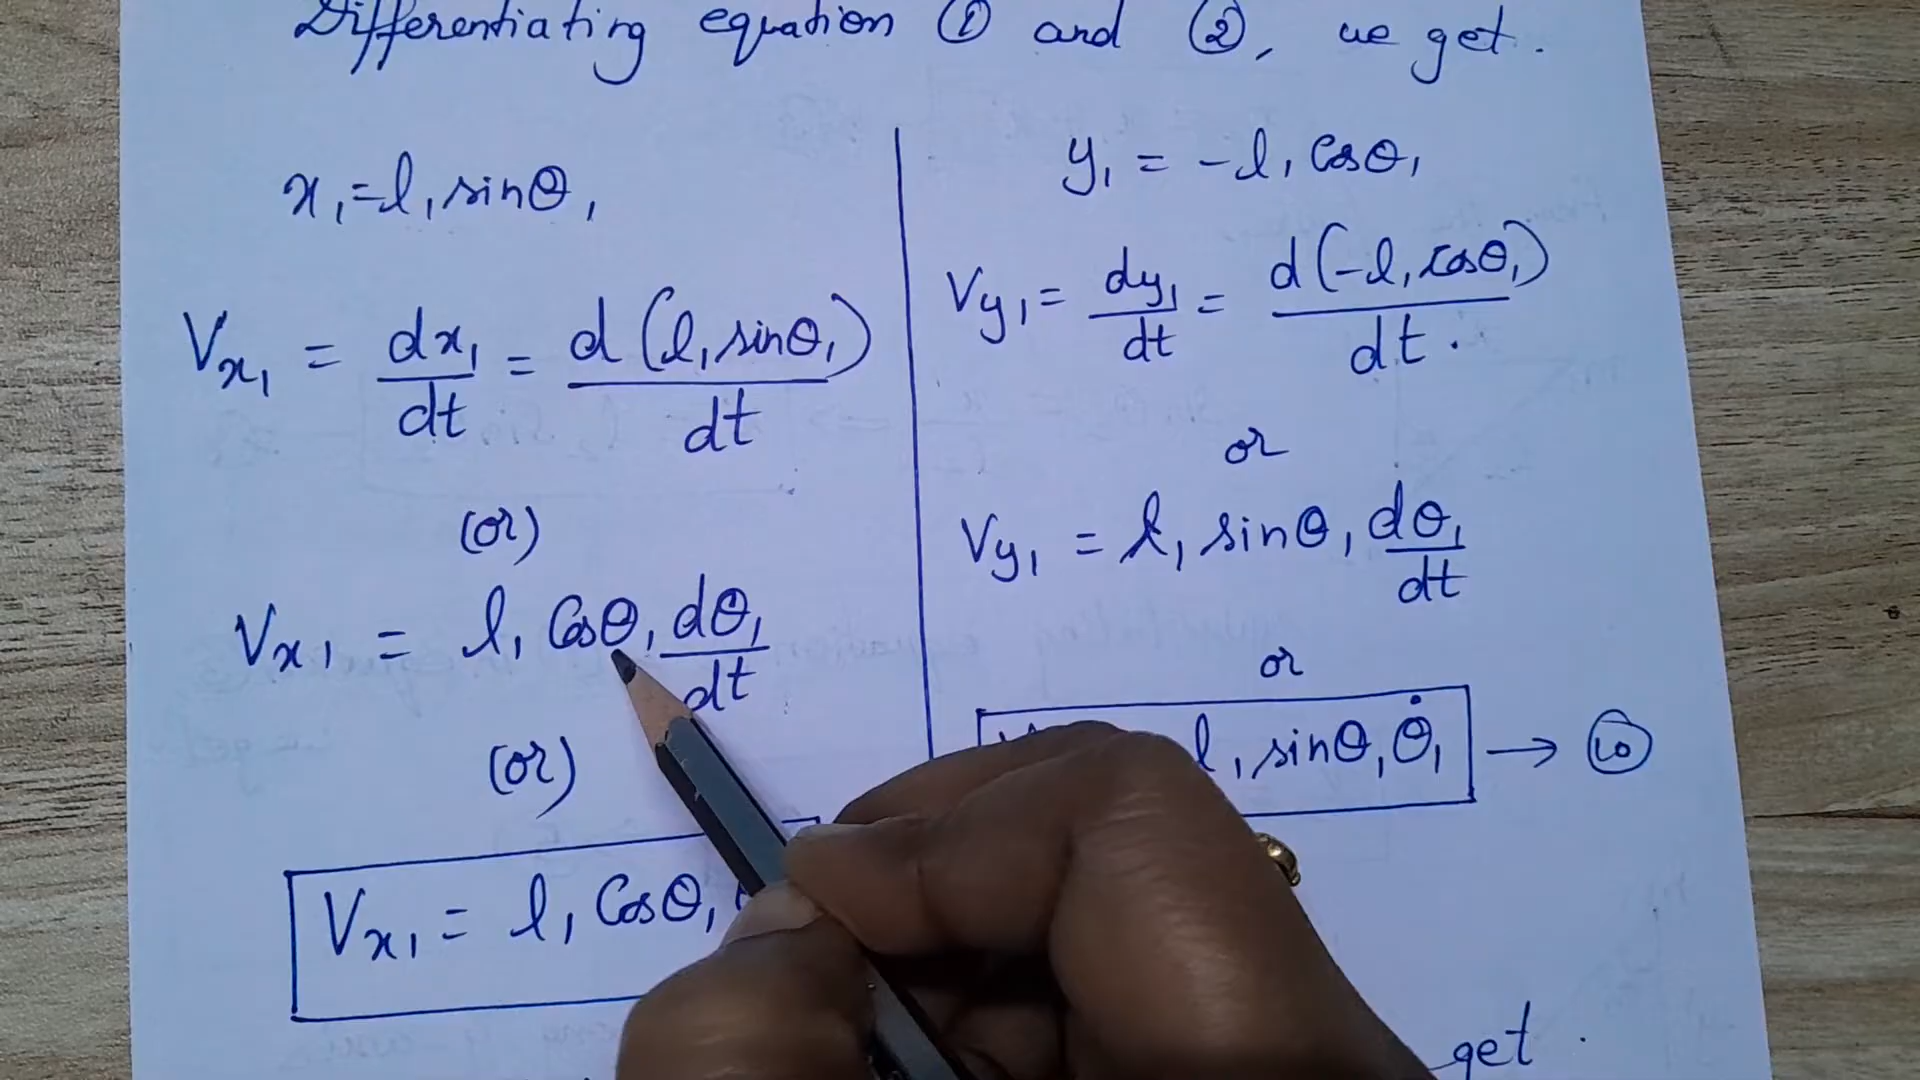 Differentiating equation ① and ②, we get.
x₁ = l₁ sinθ₁
Vx₁ = dx₁/dt = d(l₁ sinθ₁)/dt
(or)
Vx₁ = l₁ Cosθ₁ dθ₁/dt
(or)
Vx₁ = l₁ Cosθ₁
y₁ = -l₁ Cosθ₁
Vy₁ = dy₁/dt = d(-l₁ cosθ₁)/dt.
or
Vy₁ = l₁ sinθ₁ dθ₁/dt
or
l₁ sinθ₁ θ̇₁ → ⑩
get.